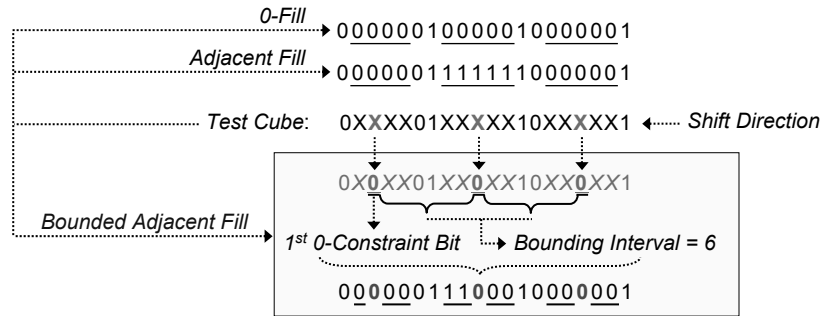 0-Fill 00000010000010000001
Adjacent Fill 00000011111110000001
Test Cube: 0XXXX01XXXXX10XXXXX1 Shift Direction
0X0XX01XX0XX10XX0XX1
Bounded Adjacent Fill
1st 0-Constraint Bit Bounding Interval = 6
00000011100010000001